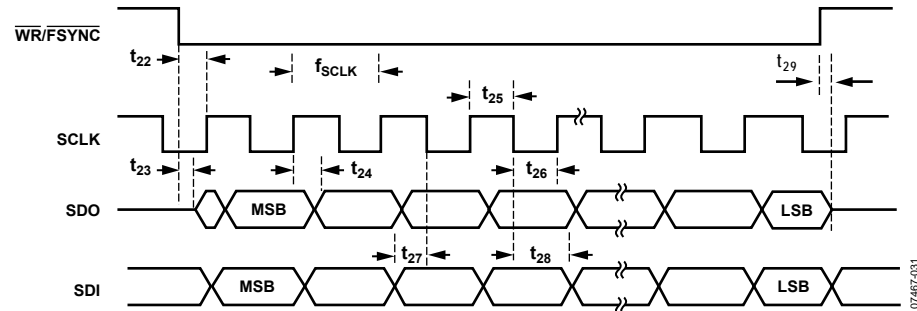 WR/FSYNC
t22
fSCLK
t25
t29
SCLK
t23
t24
t26
SDO
MSB
LSB
t27
t28
SDI
MSB
LSB
07467-031